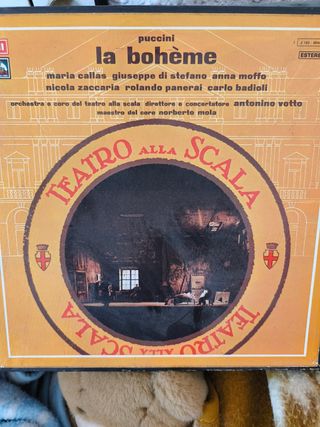 puccini
la bohème
maria callas giuseppe di stefano anna moffo
nicola zaccaria rolando panerai carlo badioli
orchestra e coro del teatro alla scala direttore e concertatore antonino votto
maestro del coro norberto mola
ESTERE
TEATRO ALLA SCALA
TEATRO ALLA SCALA